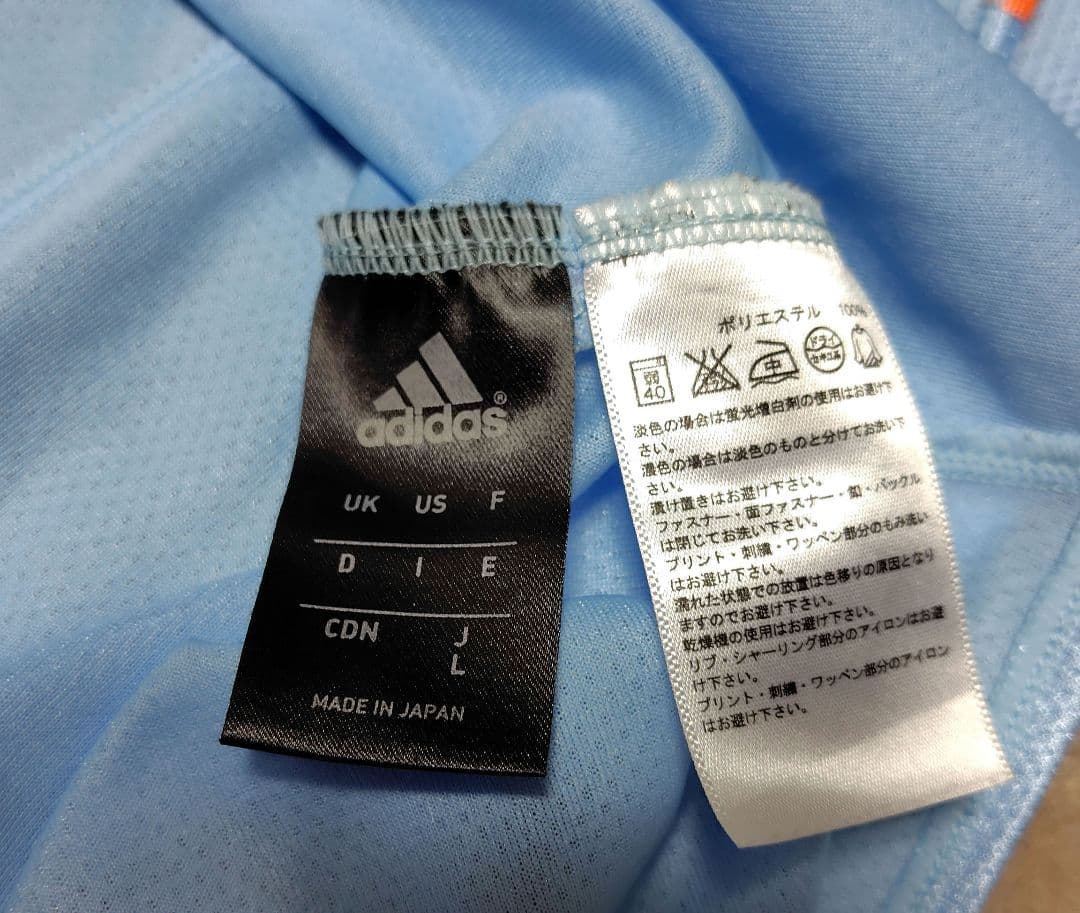 adidas®
UK US F
D I E
CDN J
L
MADE IN JAPAN
ポリエステル 100%
弱 40 中 ドライ
淡色の場合は蛍光増白剤の使用はお避け下
さい。
濃色の場合は淡色のものと分けてお洗い下
さい。
漬け置きはお避け下さい。
ファスナー・面ファスナー・釦・バックル
は閉じてお洗い下さい。
プリント・刺繍・ワッペン部分のもみ洗い
はお避け下さい。
濡れた状態での放置は色移りの原因となり
ますのでお避け下さい。
乾燥機の使用はお避け下さい。
リブ・シャーリング部分のアイロンはお避
け下さい。
プリント・刺繍・ワッペン部分のアイロン
はお避け下さい。